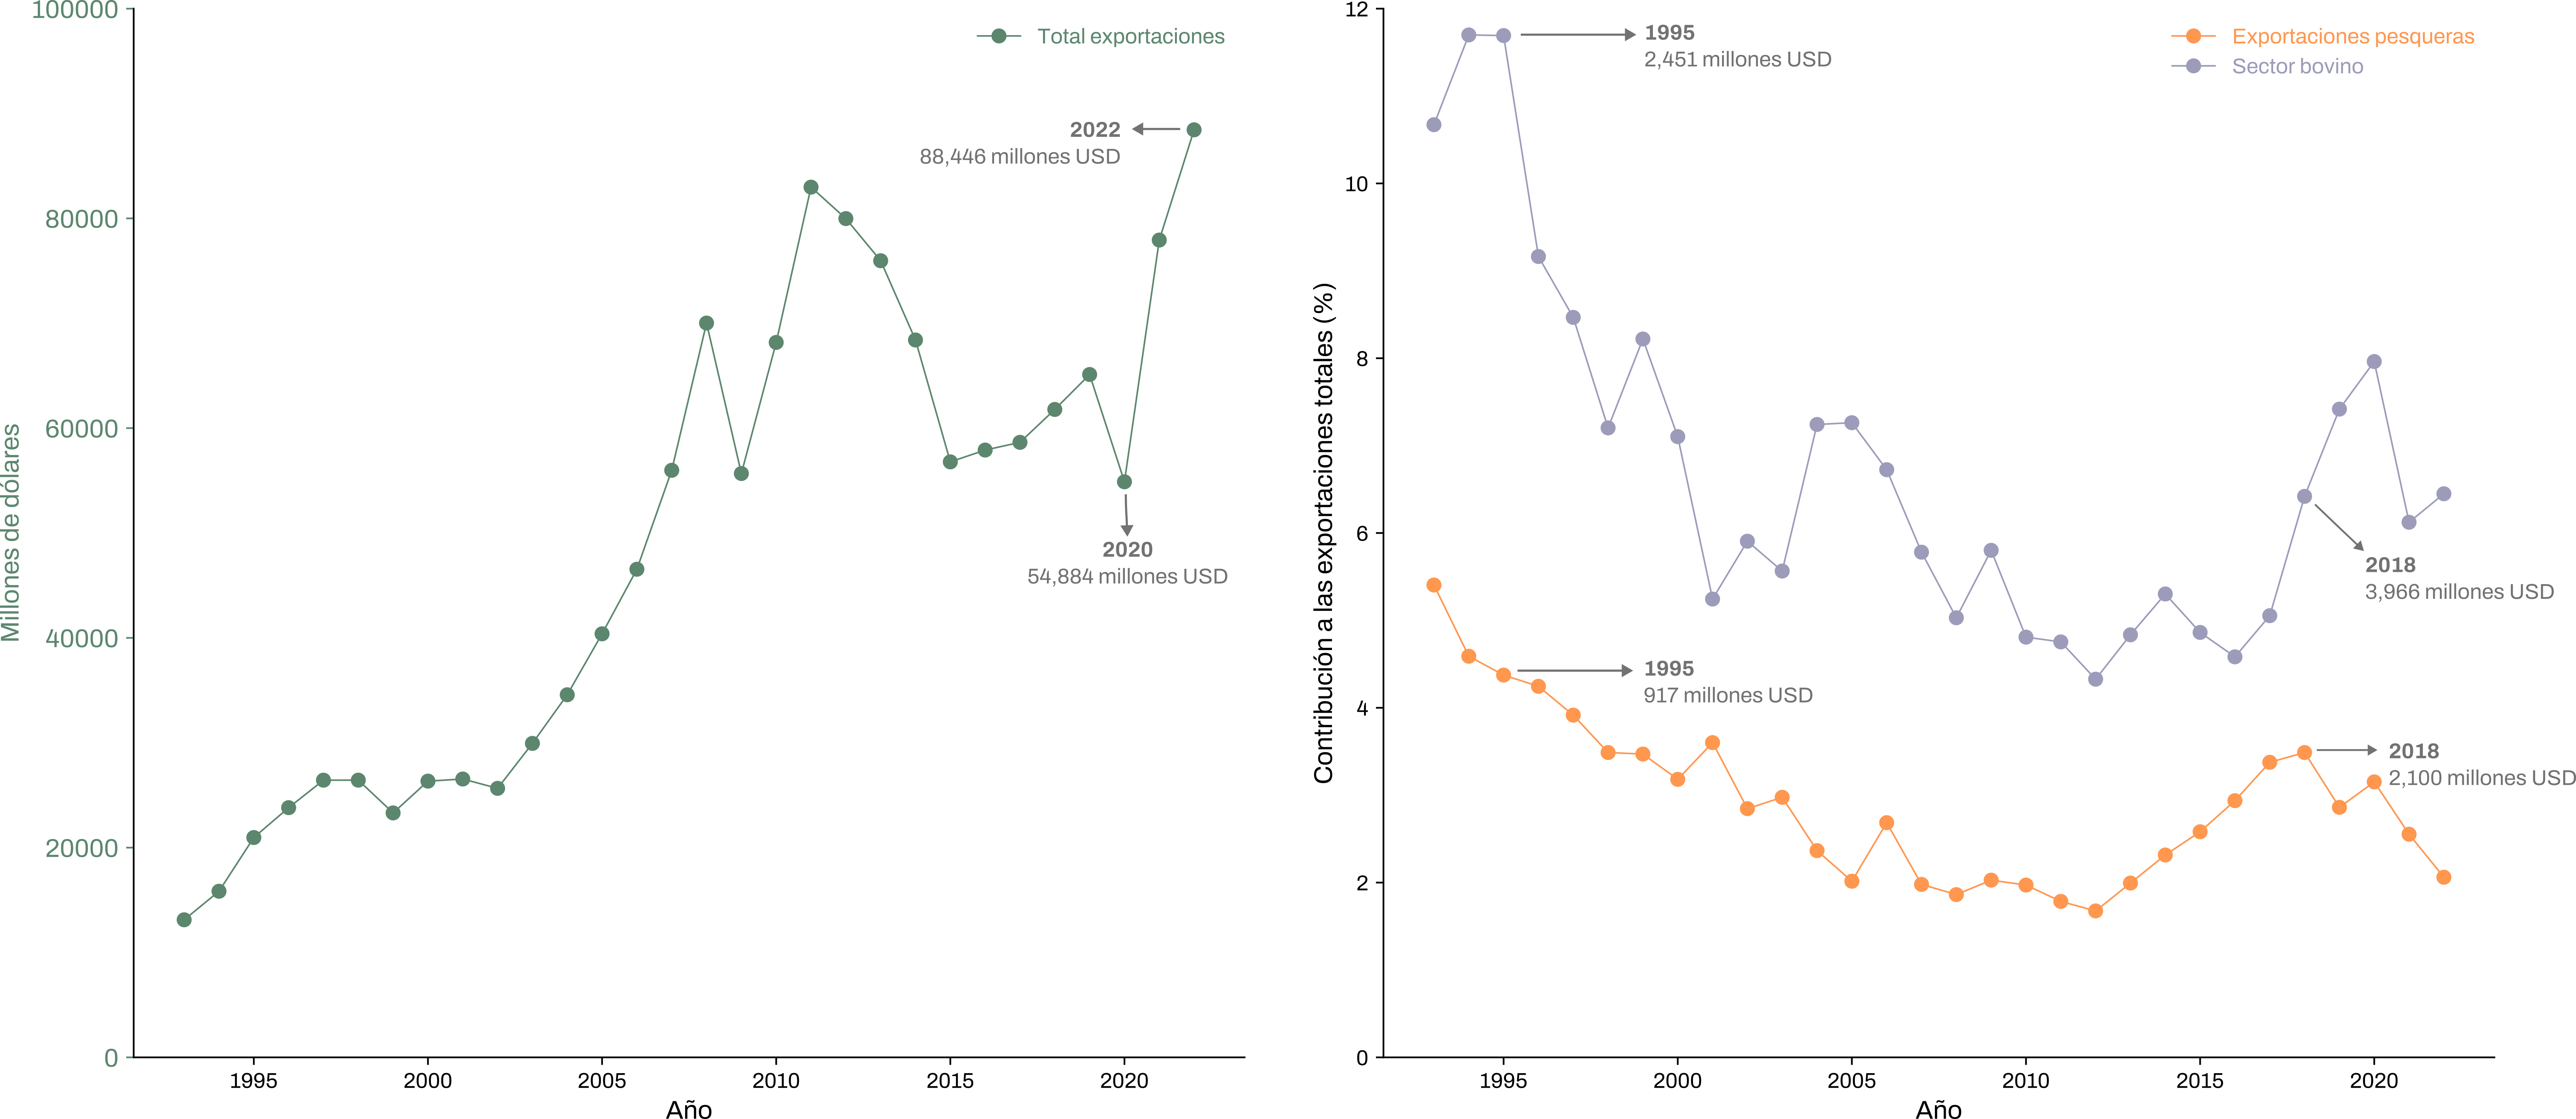 Total exportaciones
2022
88,446 millones USD
2020
54,884 millones USD
Millones de dólares
100000
80000
60000
40000
20000
0
1995
2000
2005
2010
2015
2020
Año
Exportaciones pesqueras
Sector bovino
1995
2,451 millones USD
2018
3,966 millones USD
1995
917 millones USD
2018
2,100 millones USD
Contribución a las exportaciones totales (%)
12
10
8
6
4
2
0
1995
2000
2005
2010
2015
2020
Año